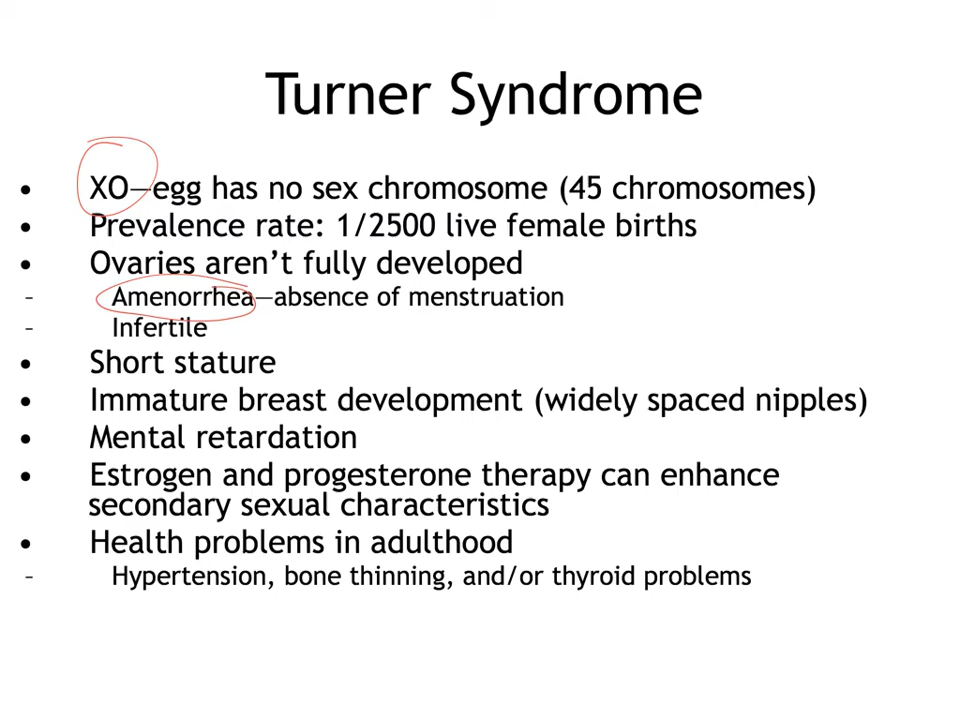 Turner Syndrome
• XO—egg has no sex chromosome (45 chromosomes)
• Prevalence rate: 1/2500 live female births
• Ovaries aren’t fully developed
– Amenorrhea—absence of menstruation
– Infertile
• Short stature
• Immature breast development (widely spaced nipples)
• Mental retardation
• Estrogen and progesterone therapy can enhance
secondary sexual characteristics
• Health problems in adulthood
– Hypertension, bone thinning, and/or thyroid problems